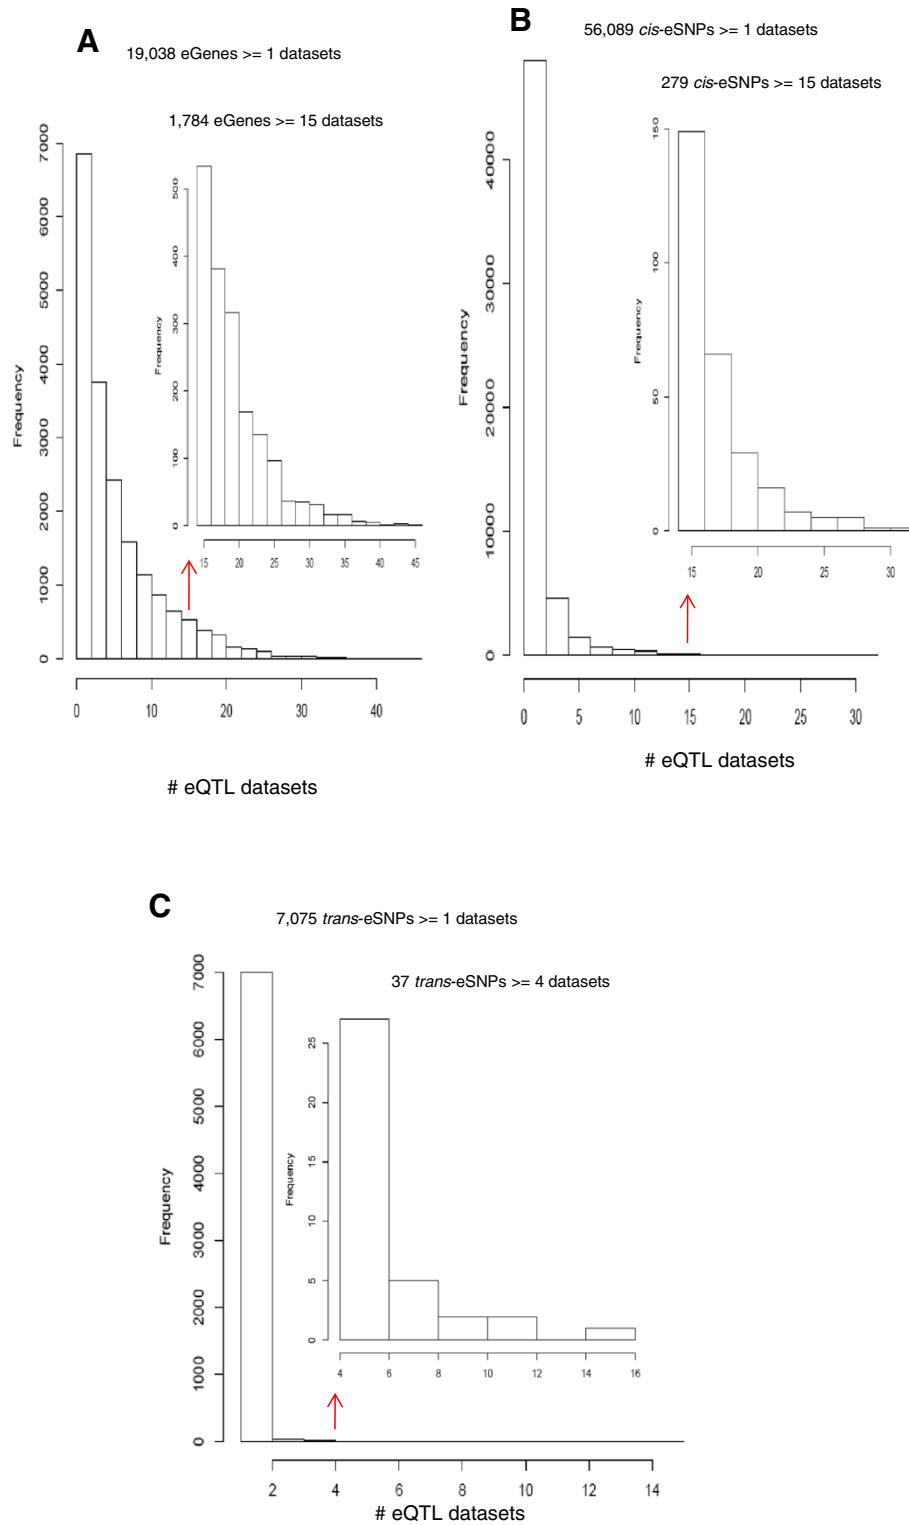 A
19,038 eGenes >= 1 datasets
1,784 eGenes >= 15 datasets
Frequency
7000
6000
5000
4000
3000
2000
1000
0
0 10 20 30 40
# eQTL datasets
Frequency
500
400
300
200
100
0
15 20 25 30 35 40 45
B
56,089 cis-eSNPs >= 1 datasets
279 cis-eSNPs >= 15 datasets
Frequency
40000
30000
20000
10000
0
0 5 10 15 20 25 30
# eQTL datasets
Frequency
150
100
50
0
15 20 25 30
C
7,075 trans-eSNPs >= 1 datasets
37 trans-eSNPs >= 4 datasets
Frequency
7000
6000
5000
4000
3000
2000
1000
0
2 4 6 8 10 12 14
# eQTL datasets
Frequency
25
20
15
10
5
0
4 6 8 10 12 14 16